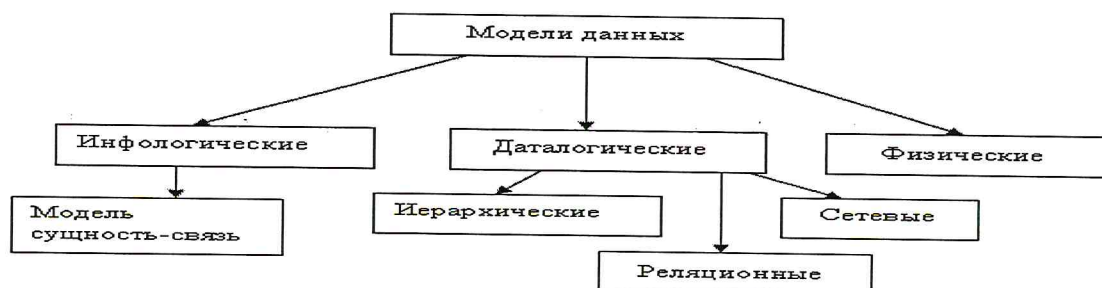 Модели данных
Инфологические
Даталогические
Физические
Модель
сущность-связь
Иерархические
Сетевые
Реляционные